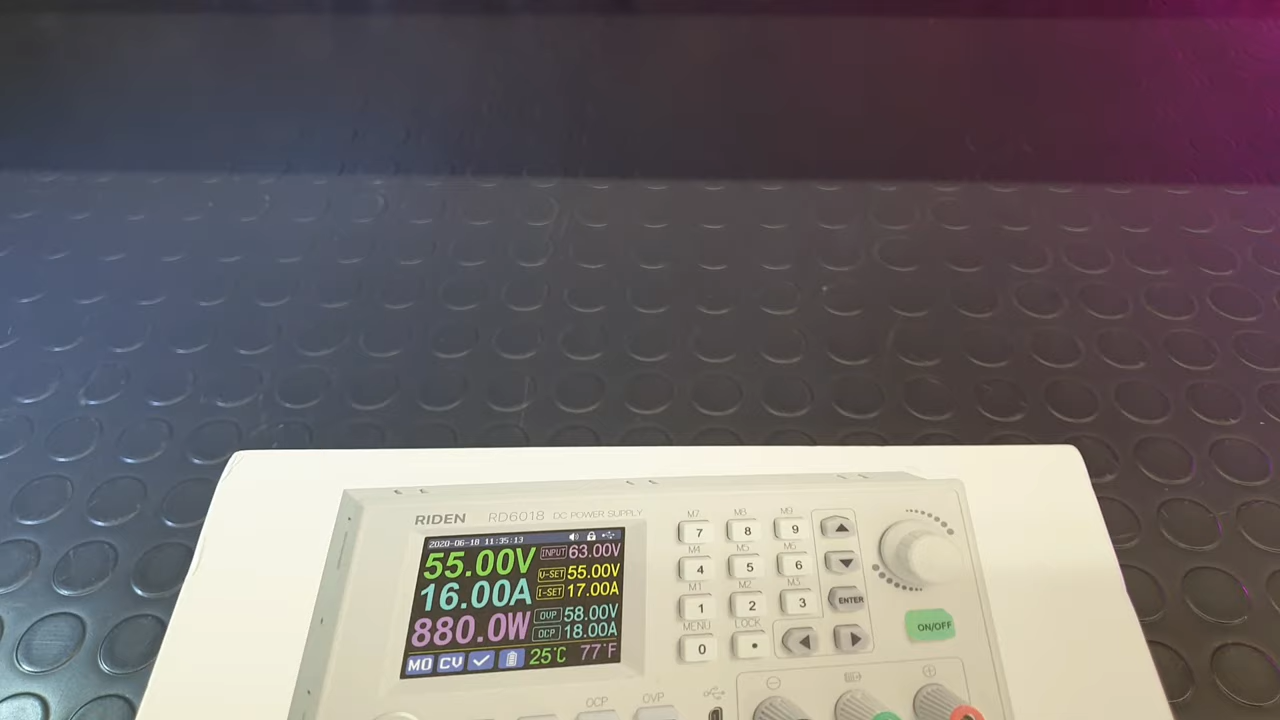 RIDEN RD6018 DC POWER SUPPLY
2020-06-18 11:35:13
55.00V
16.00A
880.0W
INPUT 63.00V
V-SET 55.00V
I-SET 17.00A
OVP 58.00V
OCP 18.00A
M0 CV 25°C 77°F
M7 M8 M9
7 8 9
M4 M5 M6
4 5 6
M1 M2 M3
1 2 3 ENTER
MENU LOCK
0 .
ON/OFF
OCP OVP